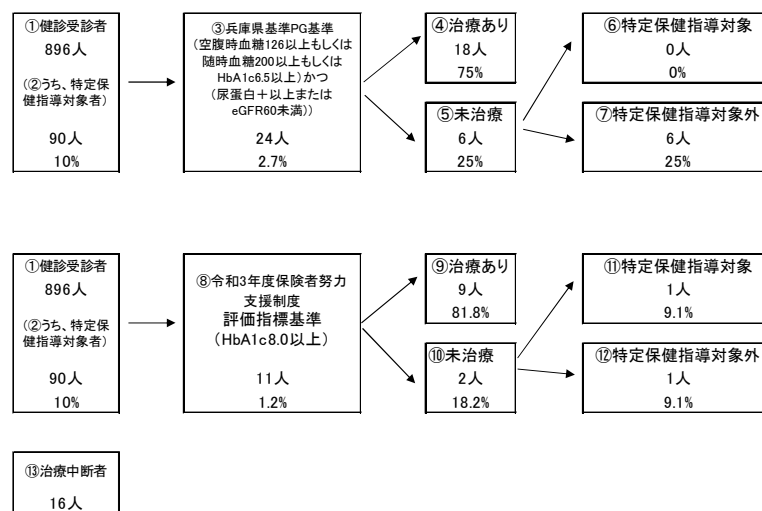 ①健診受診者
896人
(②うち、特定保
健指導対象者)
90人
10%
③兵庫県基準PG基準
(空腹時血糖126以上もしくは
随時血糖200以上もしくは
HbA1c6.5以上)かつ
(尿蛋白+以上または
eGFR60未満))
24人
2.7%
④治療あり
18人
75%
⑤未治療
6人
25%
⑥特定保健指導対象
0人
0%
⑦特定保健指導対象外
6人
25%
①健診受診者
896人
(②うち、特定保
健指導対象者)
90人
10%
⑧令和3年度保険者努力
支援制度
評価指標基準
(HbA1c8.0以上)
11人
1.2%
⑨治療あり
9人
81.8%
⑩未治療
2人
18.2%
⑪特定保健指導対象
1人
9.1%
⑫特定保健指導対象外
1人
9.1%
⑬治療中断者
16人